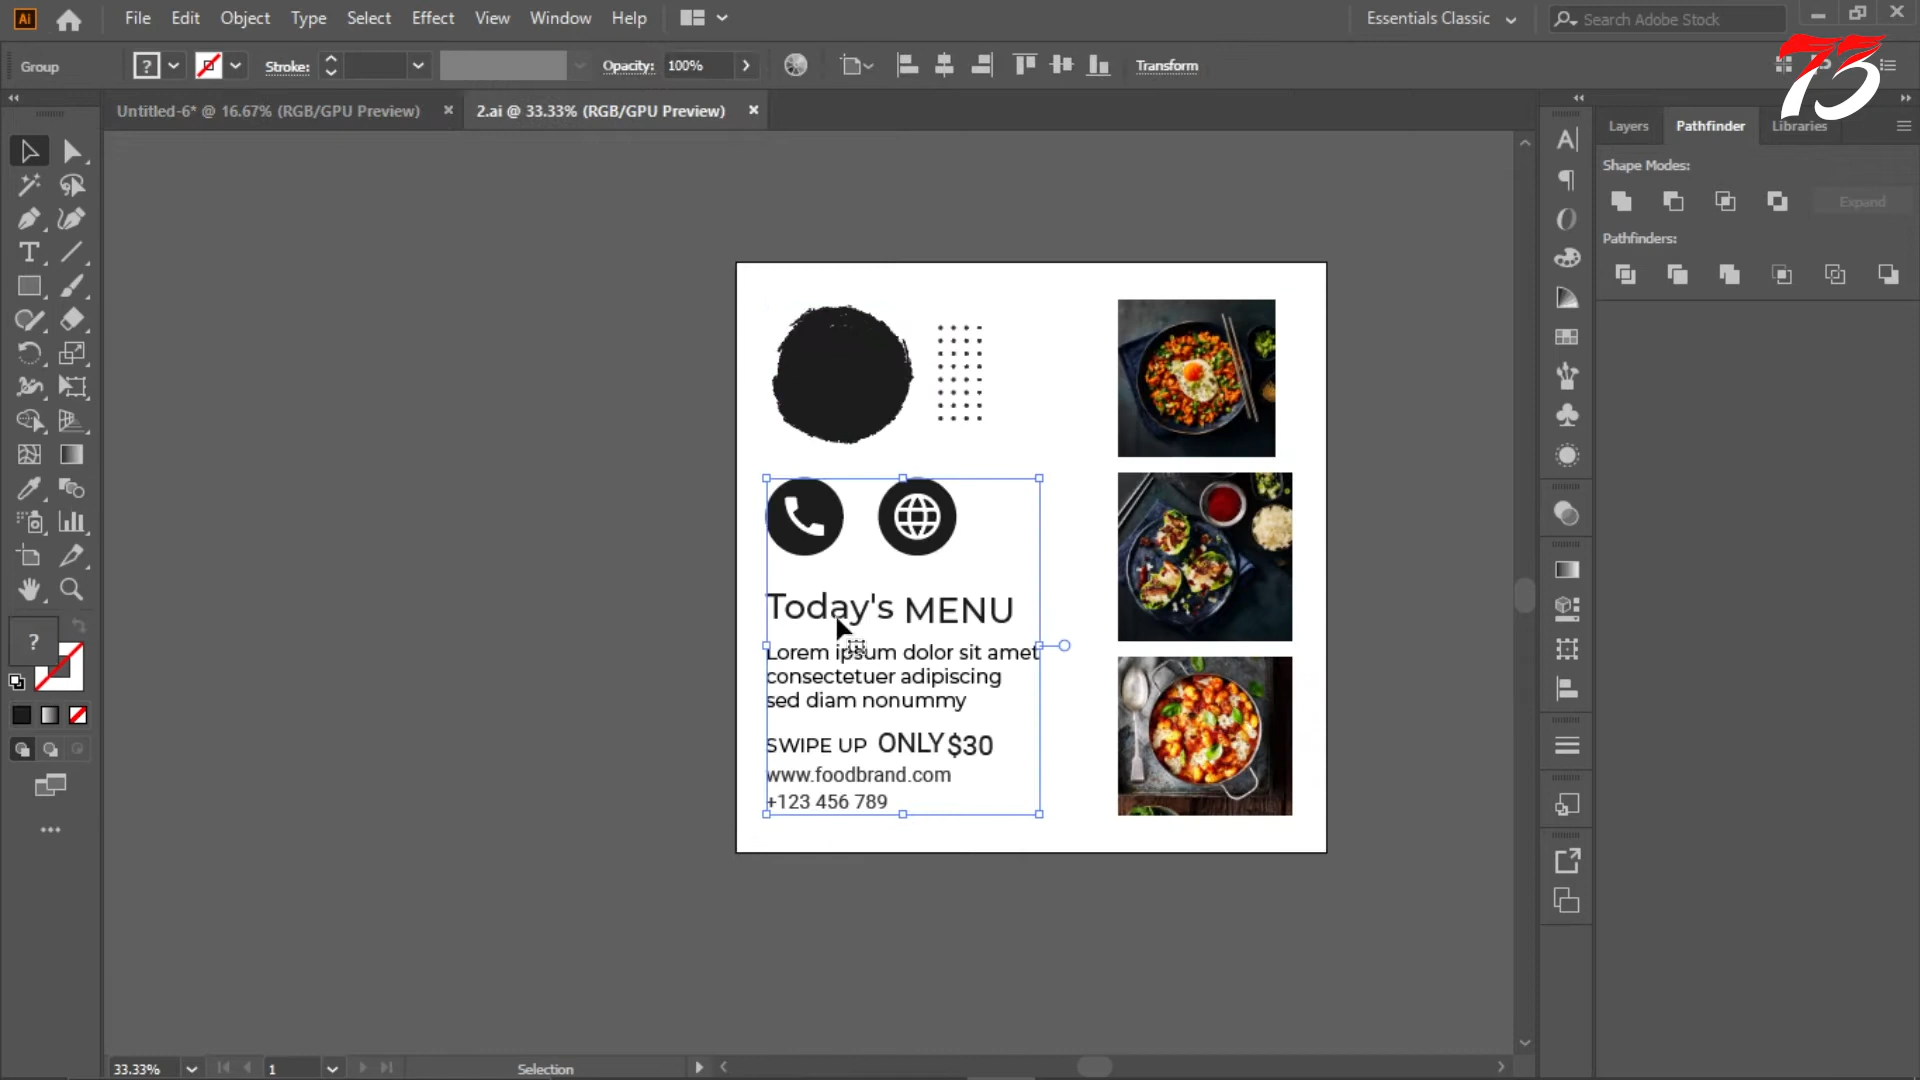 Ai File Edit Object Type Select Effect View Window Help Essentials Classic Search Adobe Stock
Group ? Stroke: Opacity: 100% Transform
73
Untitled-6* @ 16.67% (RGB/GPU Preview) × 2.ai @ 33.33% (RGB/GPU Preview) ×
Layers Pathfinder Libraries
Shape Modes:
Expand
Pathfinders:
Today's MENU
Lorem ipsum dolor sit amet
consectetuer adipiscing
sed diam nonummy
SWIPE UP ONLY $30
www.foodbrand.com
+123 456 789
?
33.33% 1 Selection